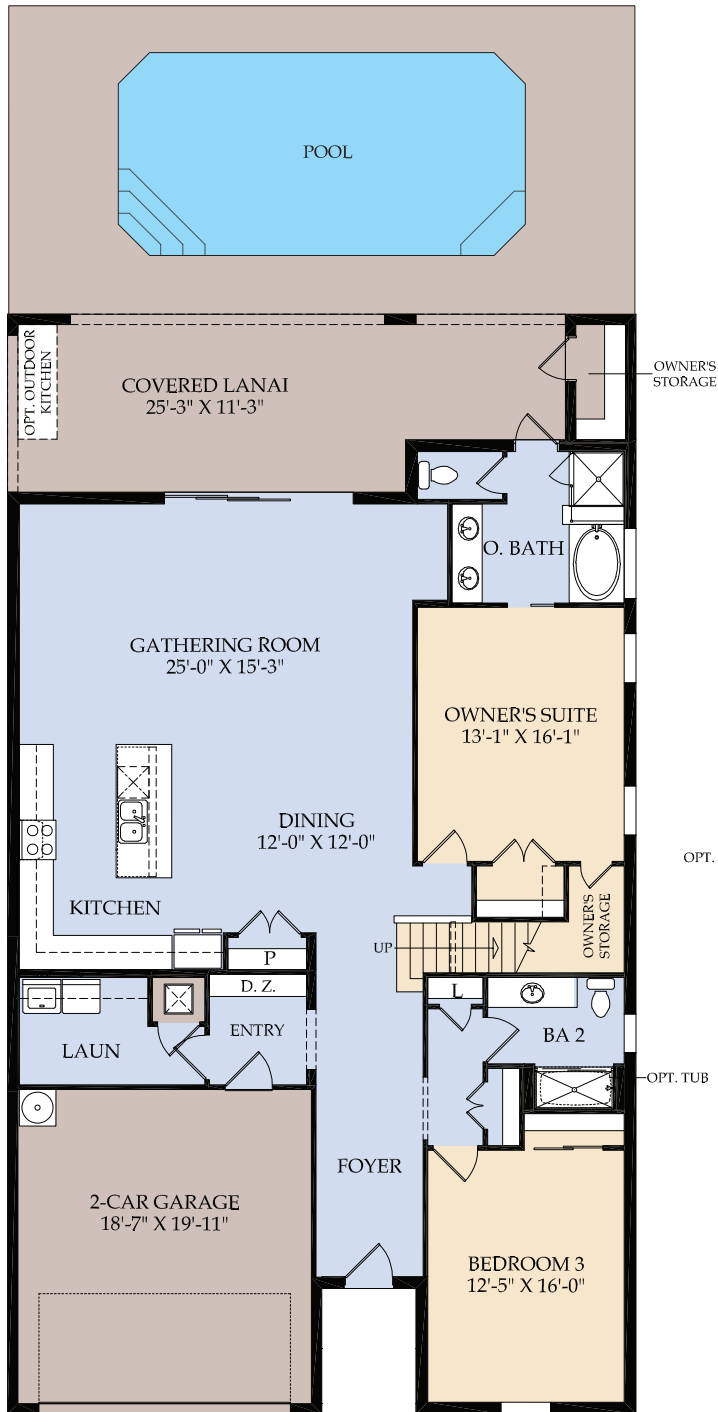 POOL
OPT. OUTDOOR
KITCHEN
COVERED LANAI
25'-3" X 11'-3"
OWNER'S
STORAGE
O. BATH
GATHERING ROOM
25'-0" X 15'-3"
OWNER'S SUITE
13'-1" X 16'-1"
DINING
12'-0" X 12'-0"
OPT.
KITCHEN
OWNER'S
STORAGE
UP
P
D. Z.
L
ENTRY
BA 2
LAUN
OPT. TUB
FOYER
2-CAR GARAGE
18'-7" X 19'-11"
BEDROOM 3
12'-5" X 16'-0"